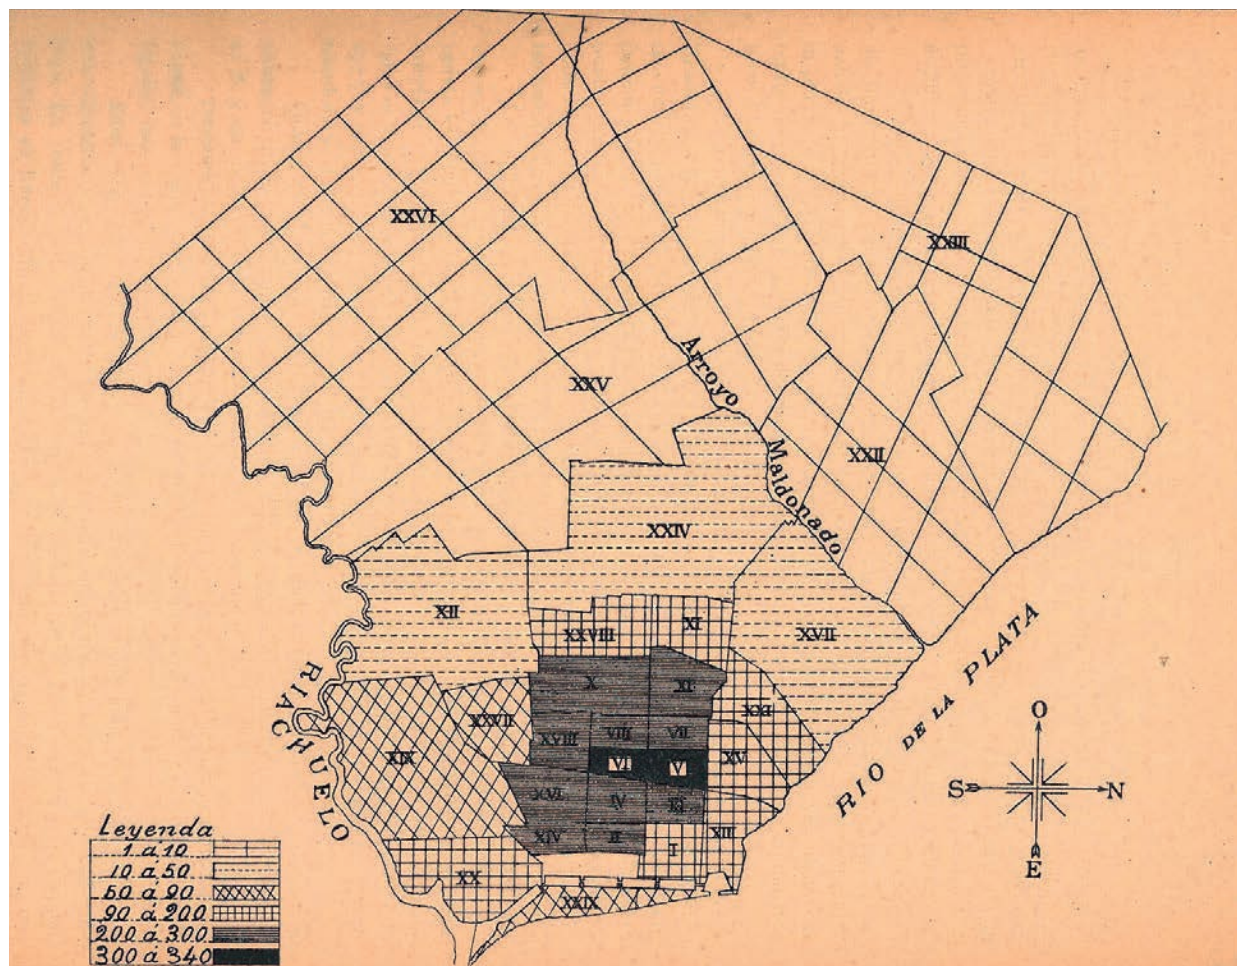 XXVI
XXIII
Arroyo Maldonado
XXV
XXII
XXIV
XII
XVII
XXVIII
XI
RIACHUELO
RIO DE LA PLATA
X
XXI
XXVII
XVIII
VIII
VII
XIX
VI
V
XV
XVI
IV
III
XIV
II
I
XIII
XX
XXIX
O
S
N
E
Leyenda
1 á 10
10 á 50
50 á 90
90 á 200
200 á 300
300 á 340